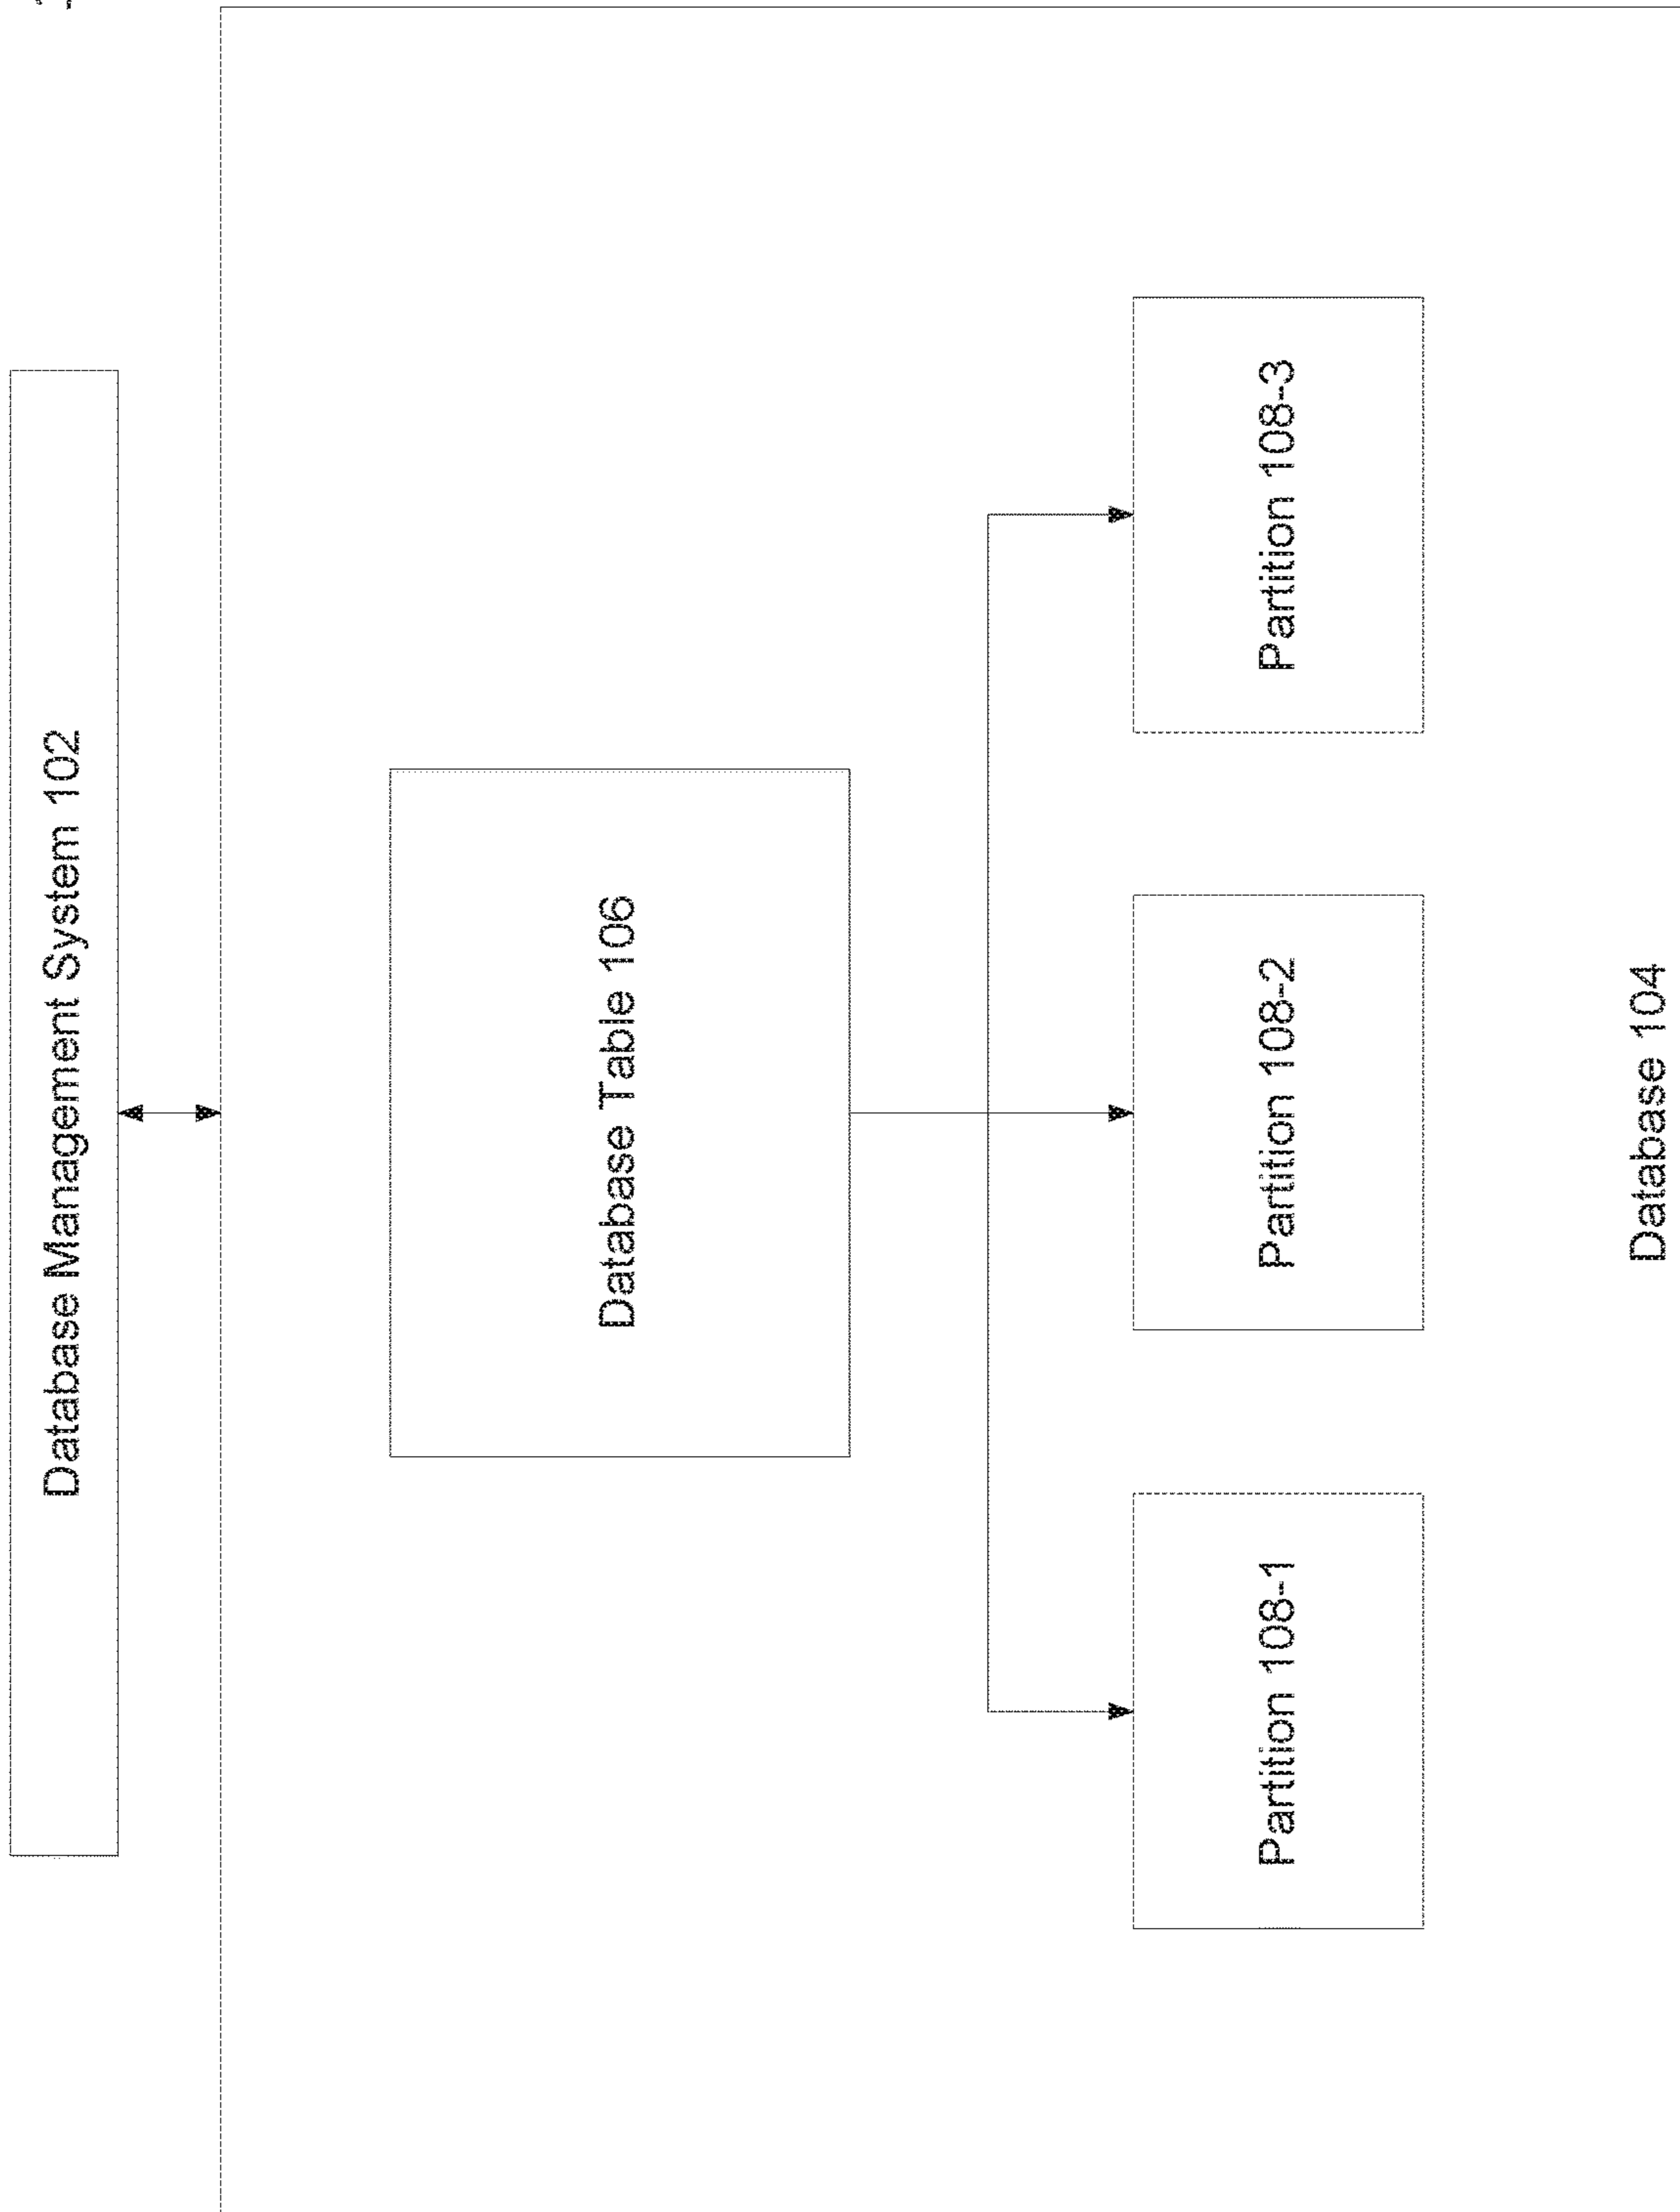 Database Management System 102
Database Table 106
Partition 108-1
Partition 108-2
Partition 108-3
Database 104